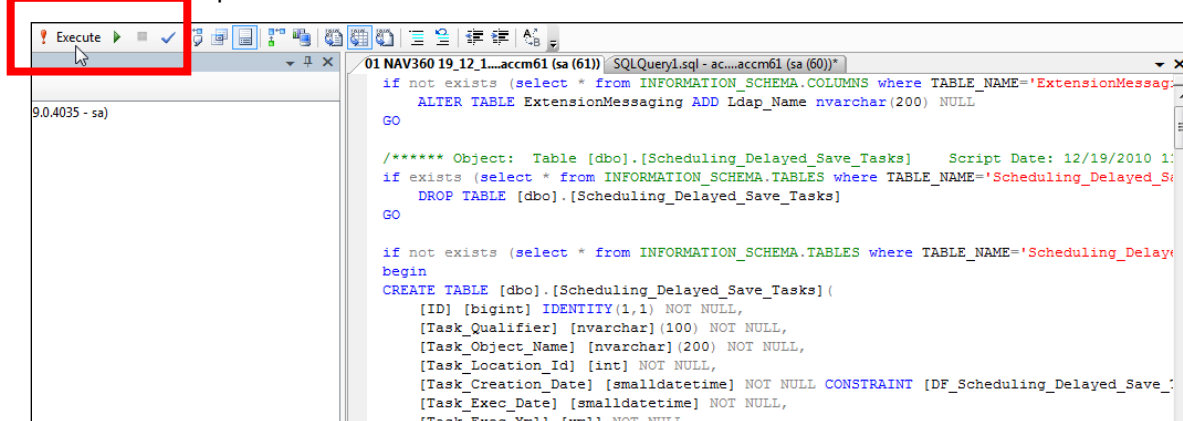 Execute
01 NAV360 19_12_1....accm61 (sa (61)) SQLQuery1.sql - ac....accm61 (sa (60))*
9.0.4035 - sa)
if not exists (select * from INFORMATION_SCHEMA.COLUMNS where TABLE_NAME='ExtensionMessagi
ALTER TABLE ExtensionMessaging ADD Ldap_Name nvarchar(200) NULL
GO
/****** Object: Table [dbo].[Scheduling_Delayed_Save_Tasks] Script Date: 12/19/2010 1
if exists (select * from INFORMATION_SCHEMA.TABLES where TABLE_NAME='Scheduling_Delayed_Sa
DROP TABLE [dbo].[Scheduling_Delayed_Save_Tasks]
GO
if not exists (select * from INFORMATION_SCHEMA.TABLES where TABLE_NAME='Scheduling_Delaye
begin
CREATE TABLE [dbo].[Scheduling_Delayed_Save_Tasks](
[ID] [bigint] IDENTITY(1,1) NOT NULL,
[Task_Qualifier] [nvarchar](100) NOT NULL,
[Task_Object_Name] [nvarchar](200) NOT NULL,
[Task_Location_Id] [int] NOT NULL,
[Task_Creation_Date] [smalldatetime] NOT NULL CONSTRAINT [DF_Scheduling_Delayed_Save_T
[Task_Exec_Date] [smalldatetime] NOT NULL,
[Task_Exec_Xml] [xml] NOT NULL